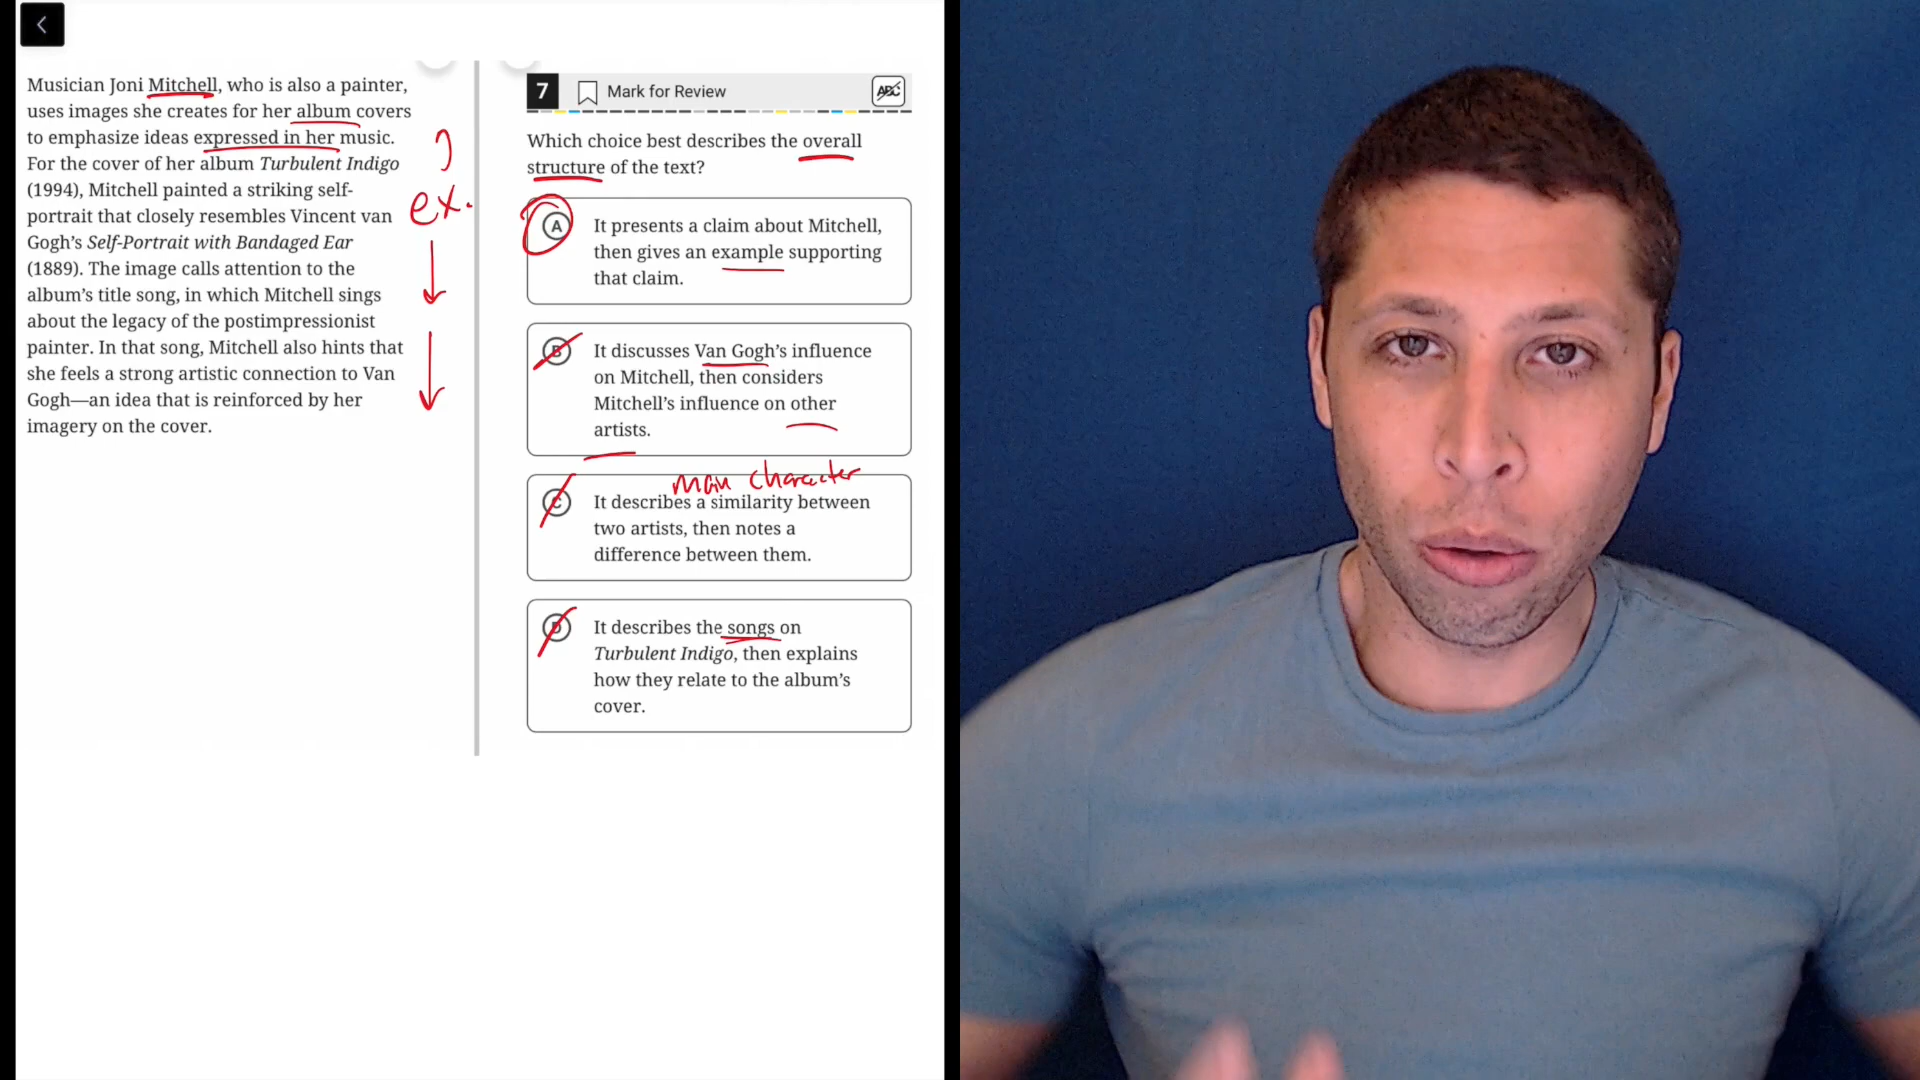 Musician Joni Mitchell, who is also a painter,
uses images she creates for her album covers
to emphasize ideas expressed in her music.
For the cover of her album Turbulent Indigo
(1994), Mitchell painted a striking self-
portrait that closely resembles Vincent van
Gogh's Self-Portrait with Bandaged Ear
(1889). The image calls attention to the
album's title song, in which Mitchell sings
about the legacy of the postimpressionist
painter. In that song, Mitchell also hints that
she feels a strong artistic connection to Van
Gogh—an idea that is reinforced by her
imagery on the cover.
ex.
7 Mark for Review ABC
Which choice best describes the overall
structure of the text?
A It presents a claim about Mitchell,
then gives an example supporting
that claim.
B It discusses Van Gogh's influence
on Mitchell, then considers
Mitchell's influence on other
artists.
main character
C It describes a similarity between
two artists, then notes a
difference between them.
D It describes the songs on
Turbulent Indigo, then explains
how they relate to the album's
cover.